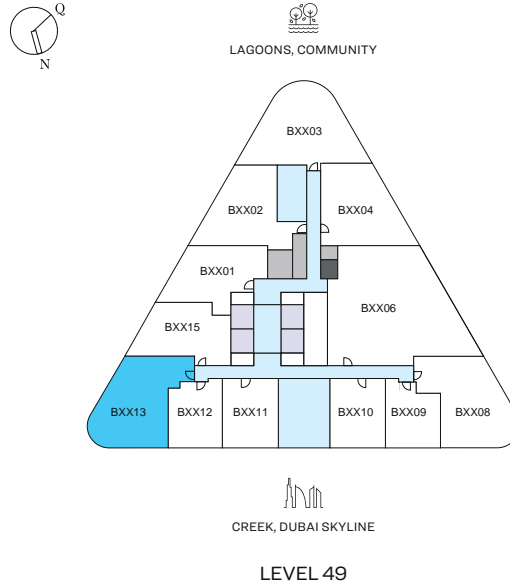 Q
N
LAGOONS, COMMUNITY
BXX03
BXX02
BXX04
BXX01
BXX06
BXX15
BXX13
BXX12
BXX11
BXX10
BXX09
BXX08
CREEK, DUBAI SKYLINE
LEVEL 49